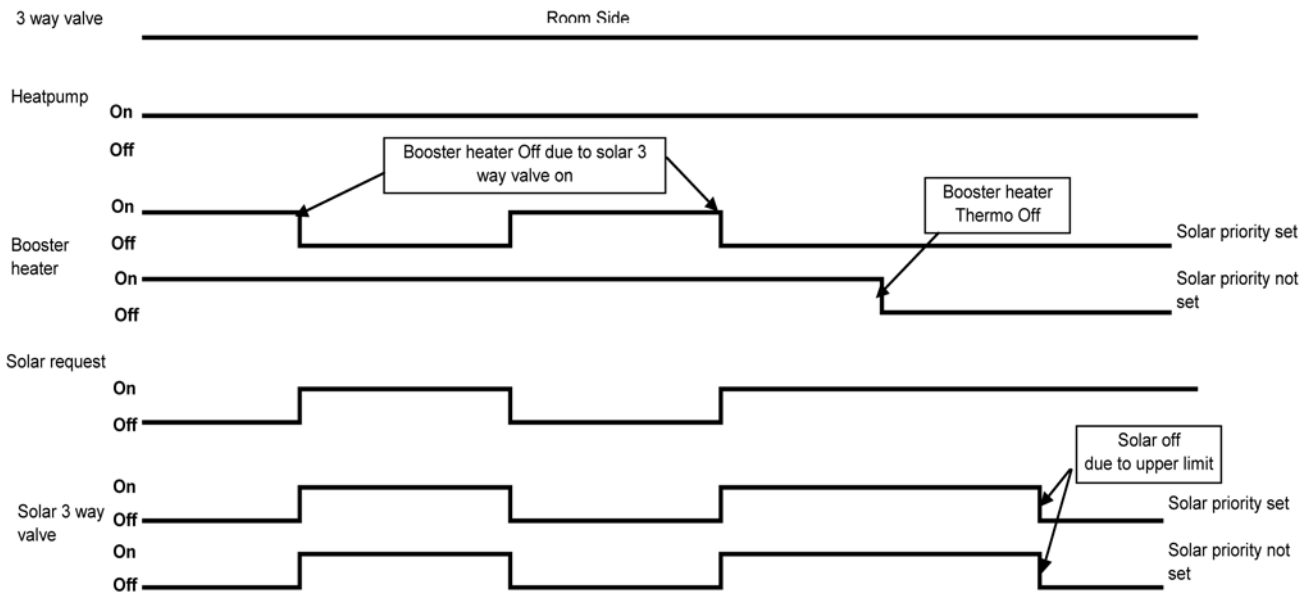 3 way valve
Room Side
Heatpump
On
Off
Booster heater Off due to solar 3
way valve on
Booster heater
Thermo Off
On
Off
Booster
heater
Solar priority set
On
Off
Solar priority not
set
Solar request
On
Off
Solar off
due to upper limit
On
Off
Solar 3 way
valve
Solar priority set
On
Off
Solar priority not
set